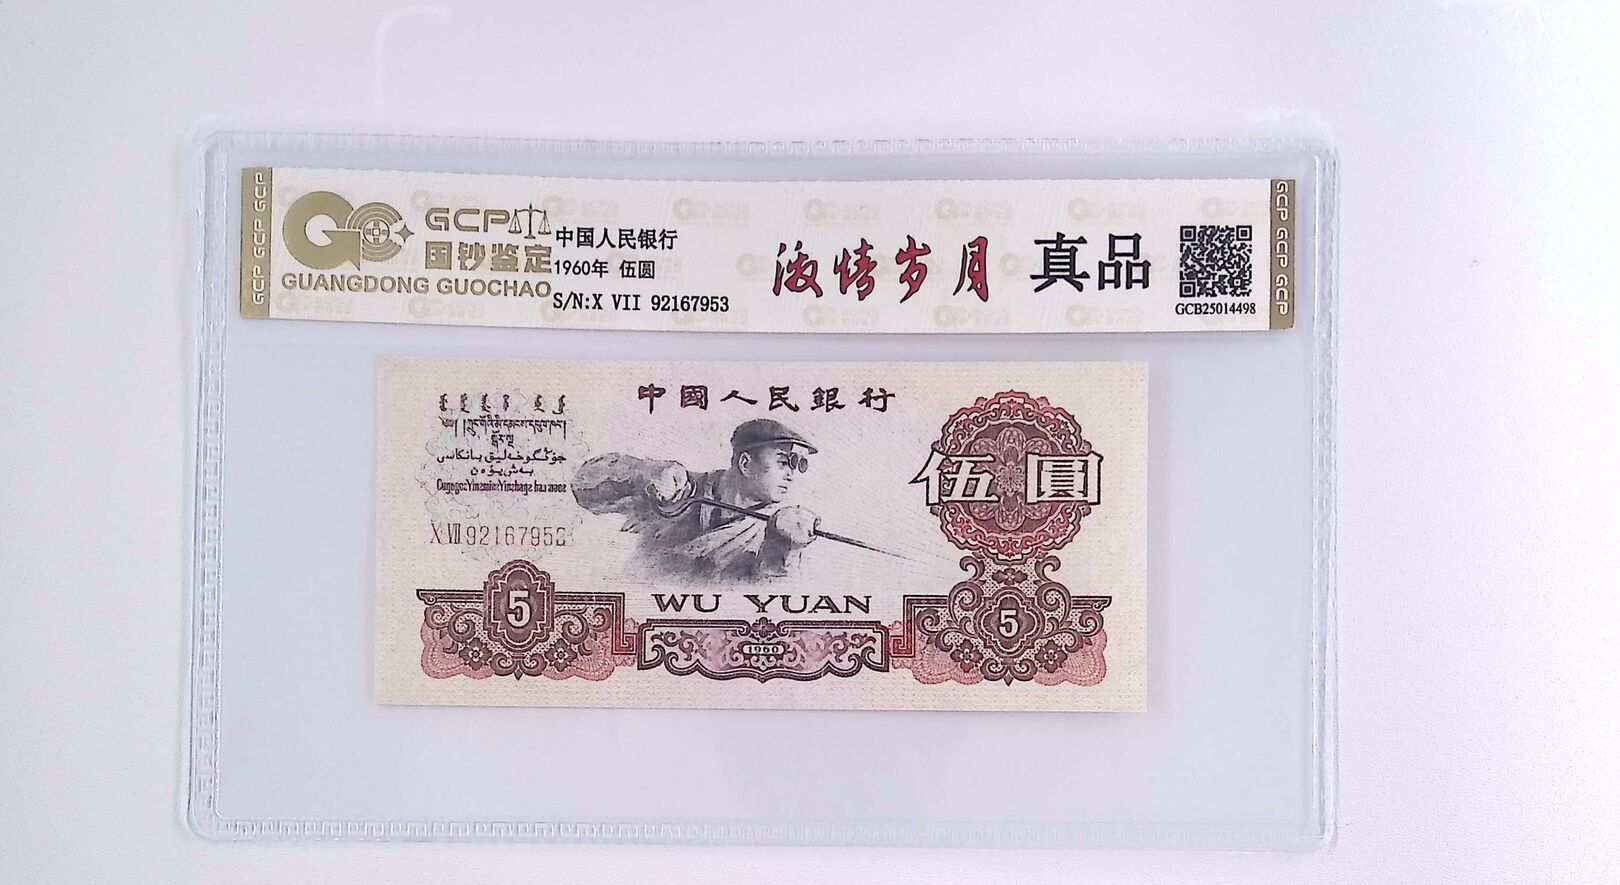 GCP GCP GCP
GCP
国钞鉴定
GUANGDONG GUOCHAO
中国人民银行
1960年 伍圆
S/N:X VII 92167953
激情岁月 真品
GCB25014498
GCP GCP GCP
中國人民銀行
伍圓
X VII 92167953
5
WU YUAN
1960
5